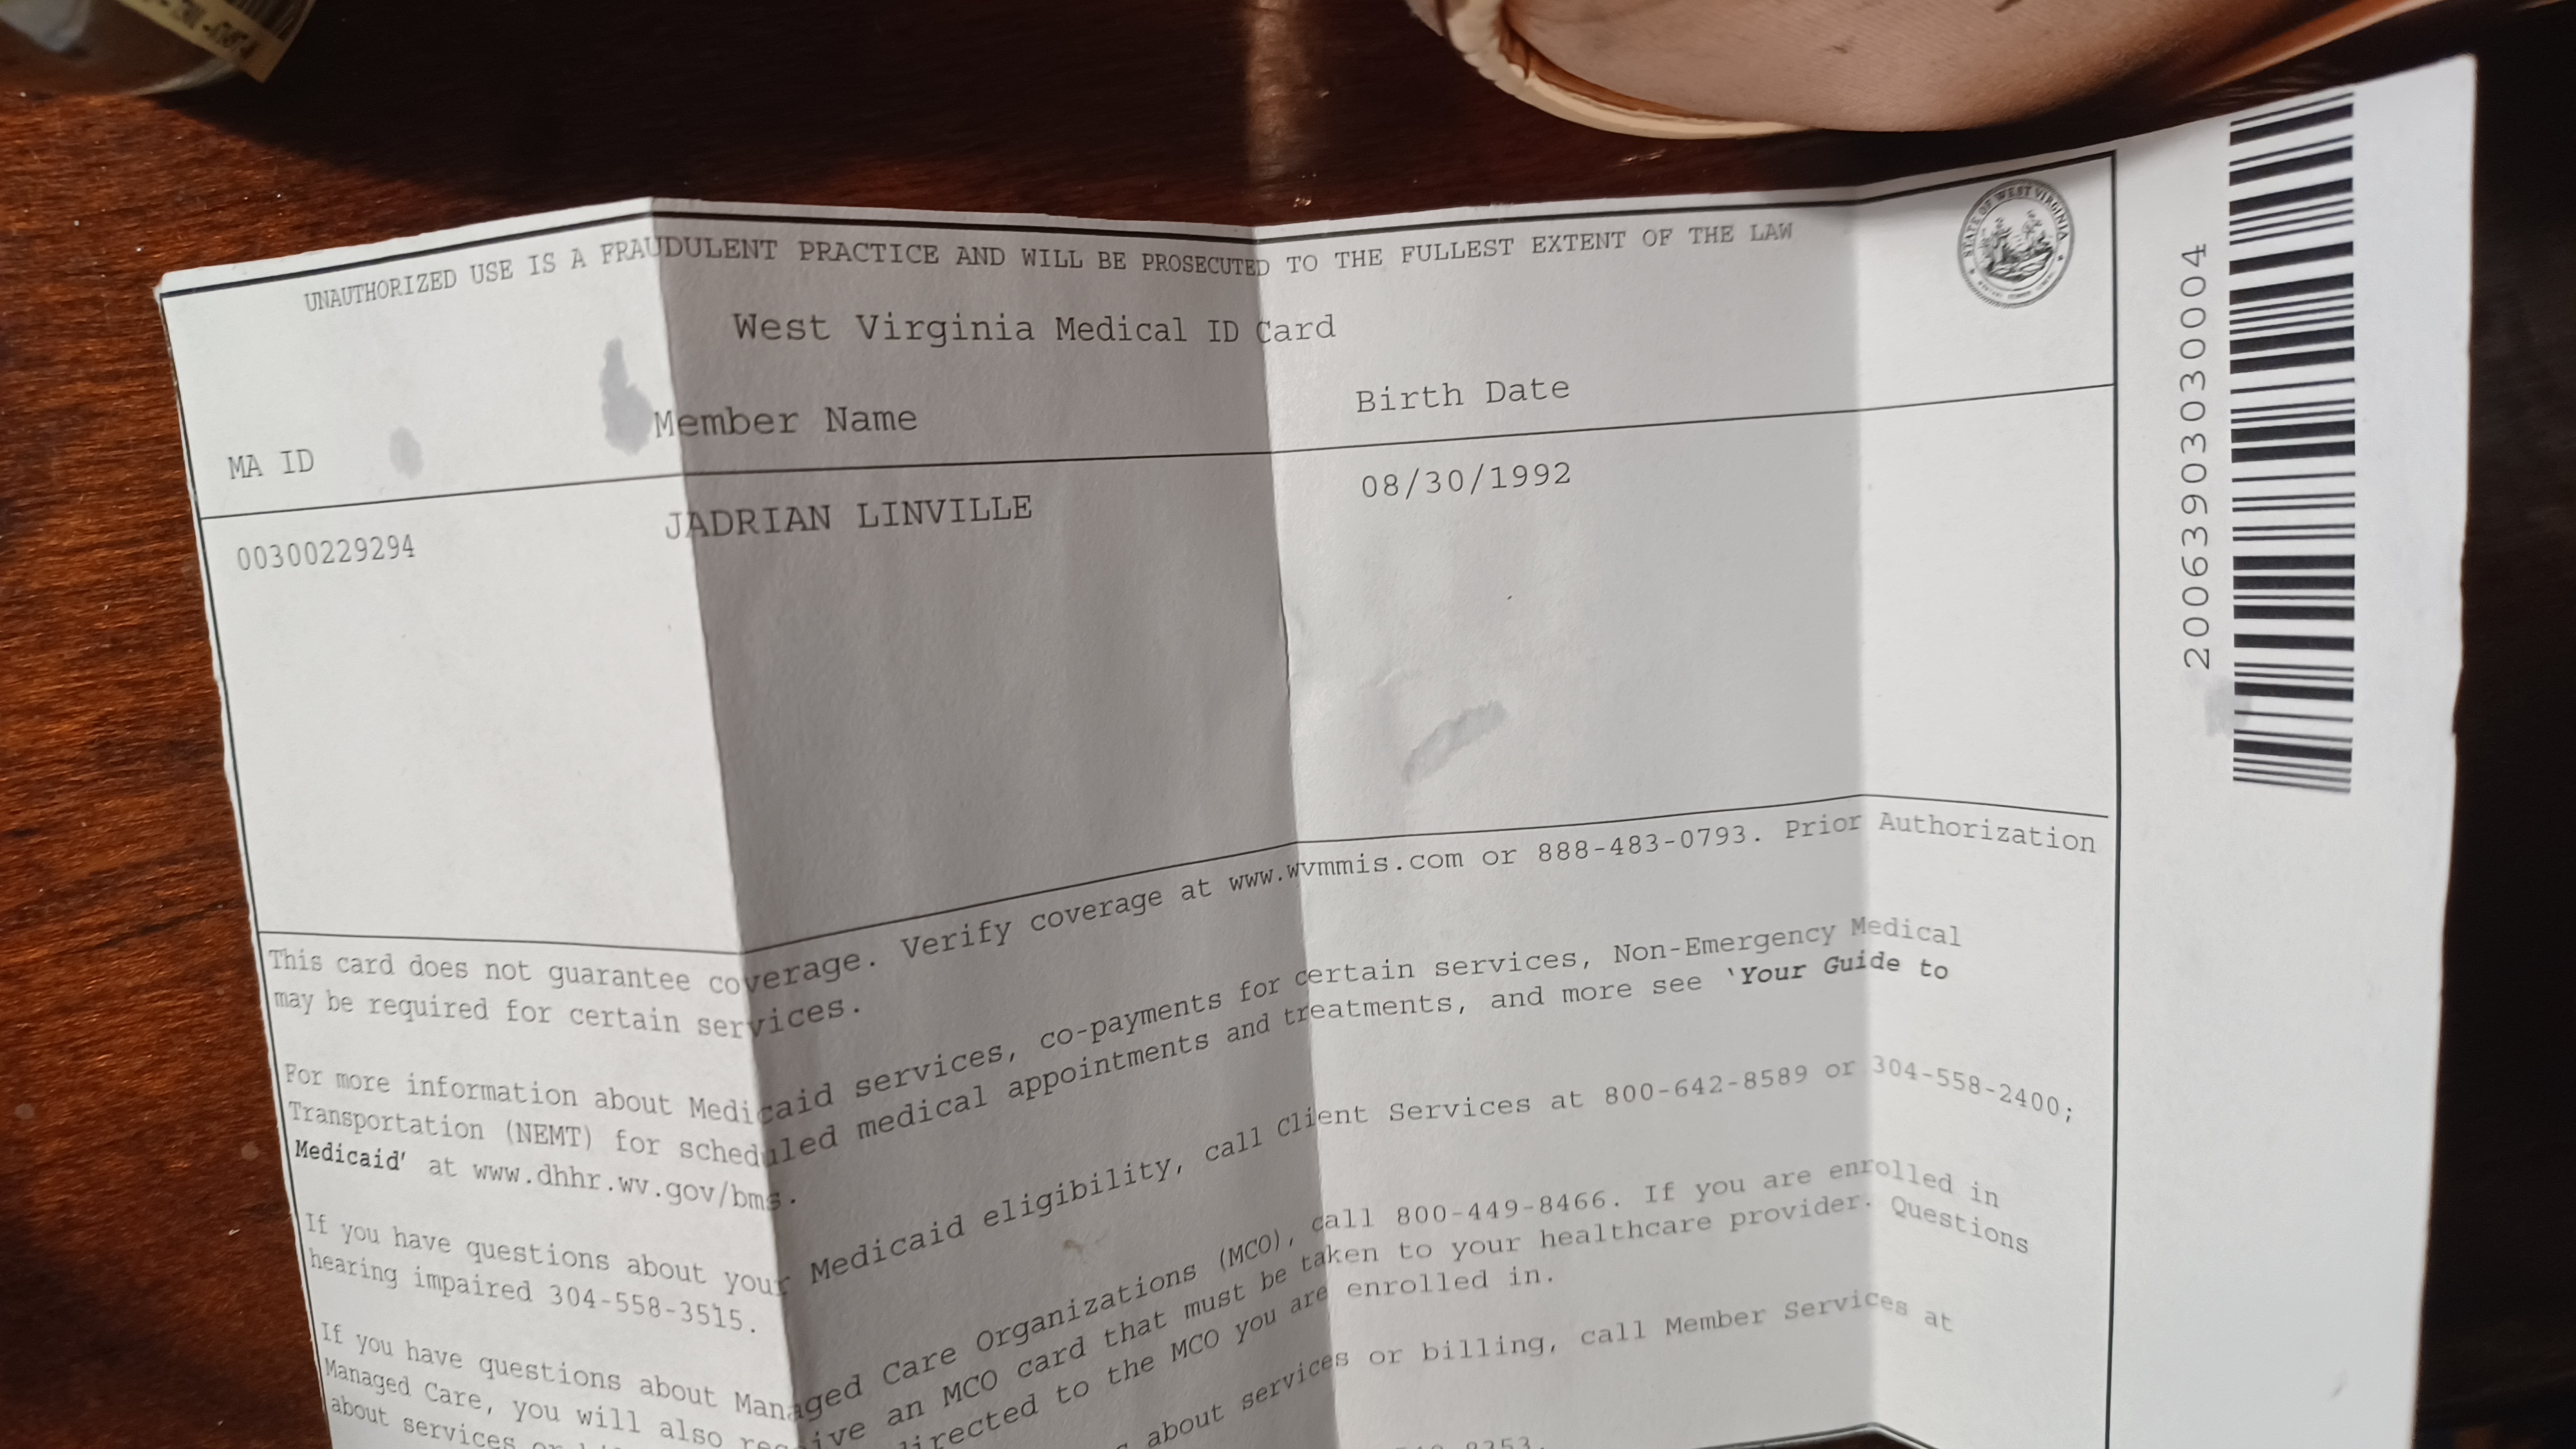 UNAUTHORIZED USE IS A FRAUDULENT PRACTICE AND WILL BE PROSECUTED TO THE FULLEST EXTENT OF THE LAW
STATE OF WEST VIRGINIA
West Virginia Medical ID Card
MA ID Member Name Birth Date
00300229294 JADRIAN LINVILLE 08/30/1992
This card does not guarantee coverage. Verify coverage at www.wvmmis.com or 888-483-0793. Prior Authorization
may be required for certain services.
For more information about Medicaid services, co-payments for certain services, Non-Emergency Medical
Transportation (NEMT) for scheduled medical appointments and treatments, and more see 'Your Guide to
Medicaid' at www.dhhr.wv.gov/bms.
If you have questions about your Medicaid eligibility, call Client Services at 800-642-8589 or 304-558-2400;
hearing impaired 304-558-3515.
If you have questions about Managed Care Organizations (MCO), call 800-449-8466. If you are enrolled in
Managed Care, you will also receive an MCO card that must be taken to your healthcare provider. Questions
about services directed to the MCO you are enrolled in.
about services or billing, call Member Services at
2006390303030004